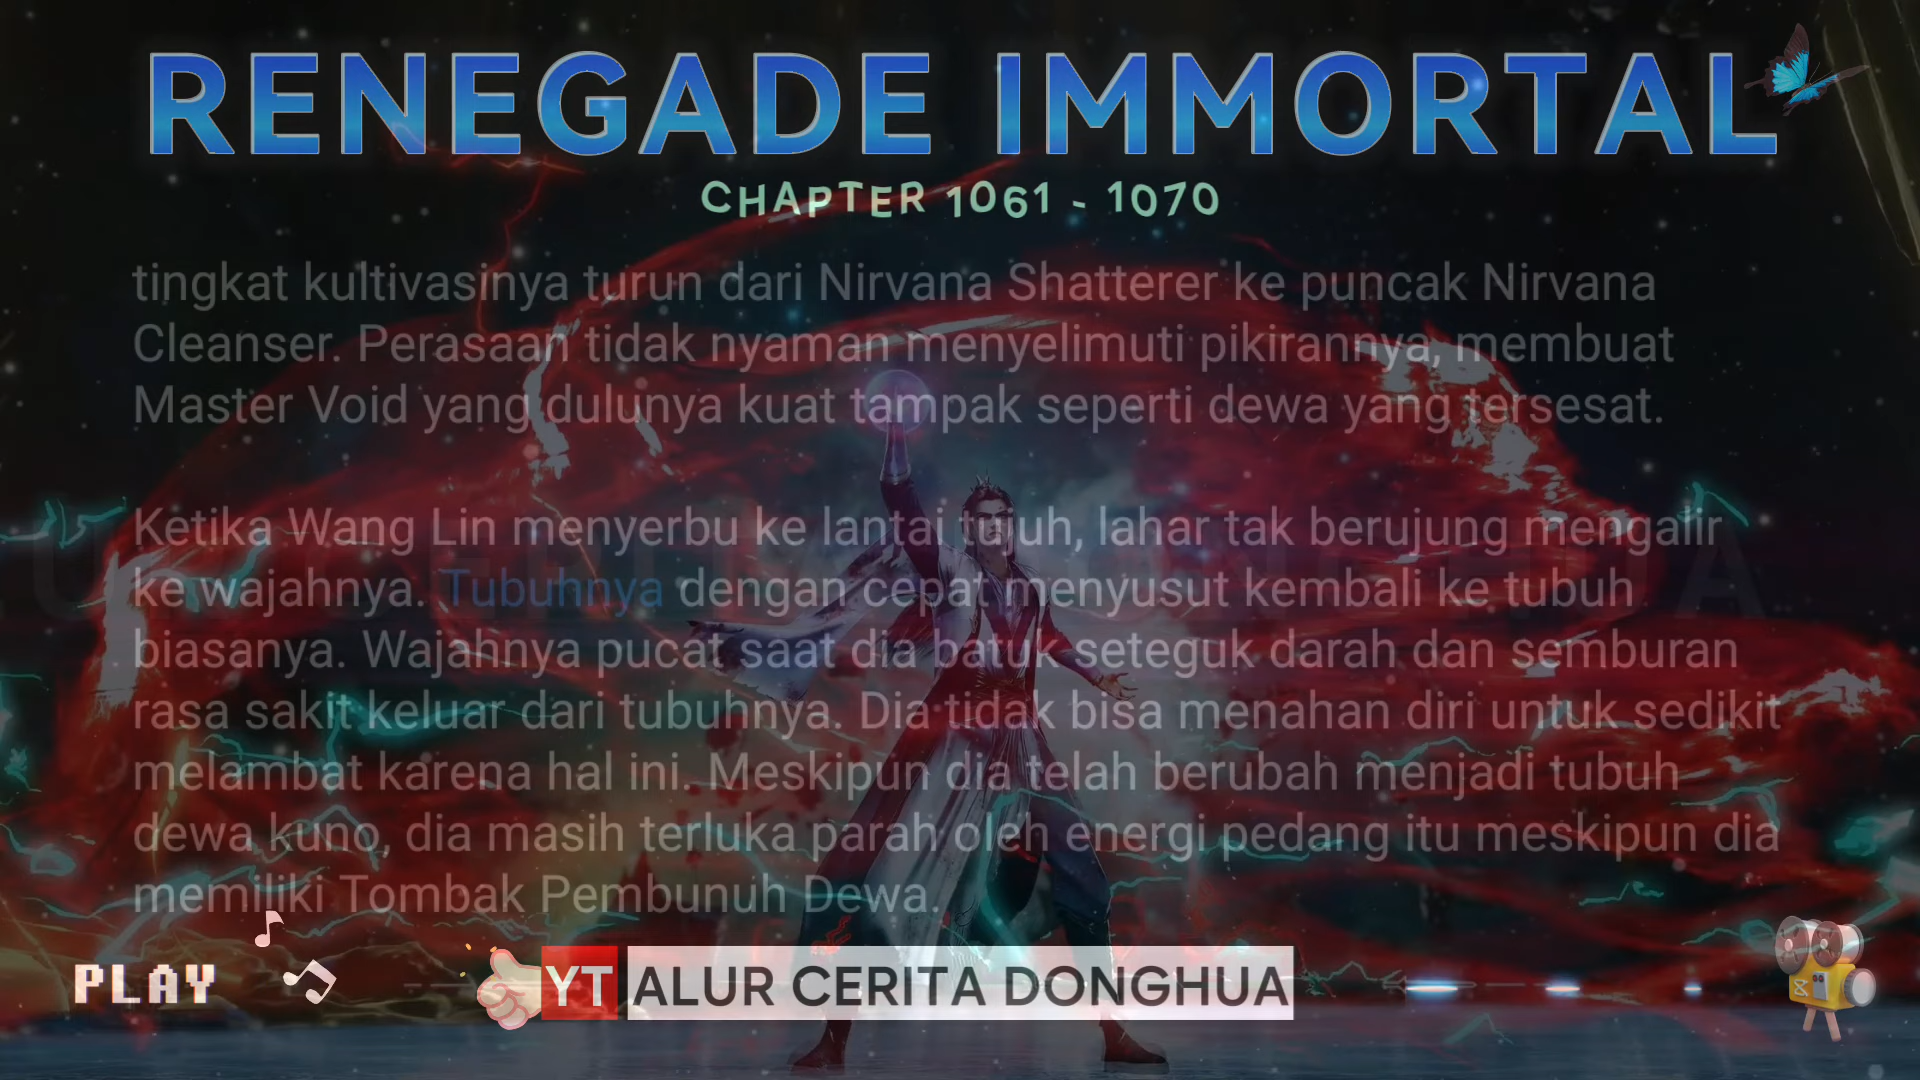 RENEGADE IMMORTAL
CHAPTER 1061 - 1070
tingkat kultivasinya turun dari Nirvana Shatterer ke puncak Nirvana
Cleanser. Perasaan tidak nyaman menyelimuti pikirannya, membuat
Master Void yang dulunya kuat tampak seperti dewa yang tersesat.
Ketika Wang Lin menyerbu ke lantai tujuh, lahar tak berujung mengalir
ke wajahnya. Tubuhnya dengan cepat menyusut kembali ke tubuh
biasanya. Wajahnya pucat saat dia batuk seteguk darah dan semburan
rasa sakit keluar dari tubuhnya. Dia tidak bisa menahan diri untuk sedikit
melambat karena hal ini. Meskipun dia telah berubah menjadi tubuh
dewa kuno, dia masih terluka parah oleh energi pedang itu meskipun dia
memiliki Tombak Pembunuh Dewa.
PLAY
YT ALUR CERITA DONGHUA